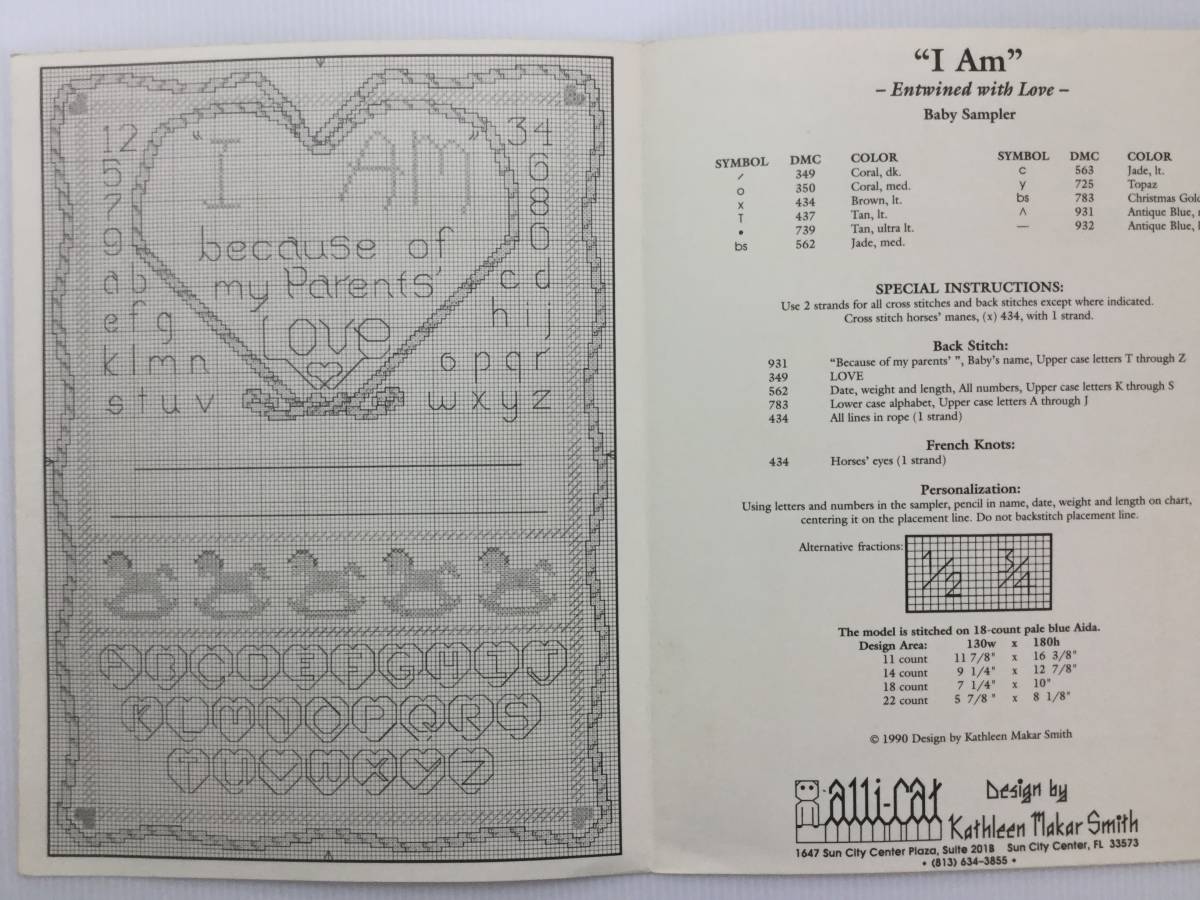 12 34
5 "I AM" 6
7 8
9 because of 0
ab my Parents' cd
efg LOVE hij
klmn opqr
s uv wxyz
ABCDEFGHIJ
KLMNOPQRS
TUVWXYZ
"I Am"
– Entwined with Love –
Baby Sampler
SYMBOL DMC COLOR SYMBOL DMC COLOR
/ 349 Coral, dk. C 563 Jade, lt.
o 350 Coral, med. y 725 Topaz
x 434 Brown, lt. bs 783 Christmas Gold
T 437 Tan, lt. ^ 931 Antique Blue,
• 739 Tan, ultra lt. — 932 Antique Blue,
bs 562 Jade, med.
SPECIAL INSTRUCTIONS:
Use 2 strands for all cross stitches and back stitches except where indicated.
Cross stitch horses' manes, (x) 434, with 1 strand.
Back Stitch:
931 "Because of my parents' ", Baby's name, Upper case letters T through Z
349 LOVE
562 Date, weight and length, All numbers, Upper case letters K through S
783 Lower case alphabet, Upper case letters A through J
434 All lines in rope (1 strand)
French Knots:
434 Horses' eyes (1 strand)
Personalization:
Using letters and numbers in the sampler, pencil in name, date, weight and length on chart,
centering it on the placement line. Do not backstitch placement line.
Alternative fractions: 1/2 3/4
The model is stitched on 18-count pale blue Aida.
Design Area: 130w x 180h
11 count 11 7/8" x 16 3/8"
14 count 9 1/4" x 12 7/8"
18 count 7 1/4" x 10"
22 count 5 7/8 " x 8 1/8"
© 1990 Design by Kathleen Makar Smith
alli-cat Design by
Kathleen Makar Smith
1647 Sun City Center Plaza, Suite 201B Sun City Center, FL 33573
• (813) 634-3855 •